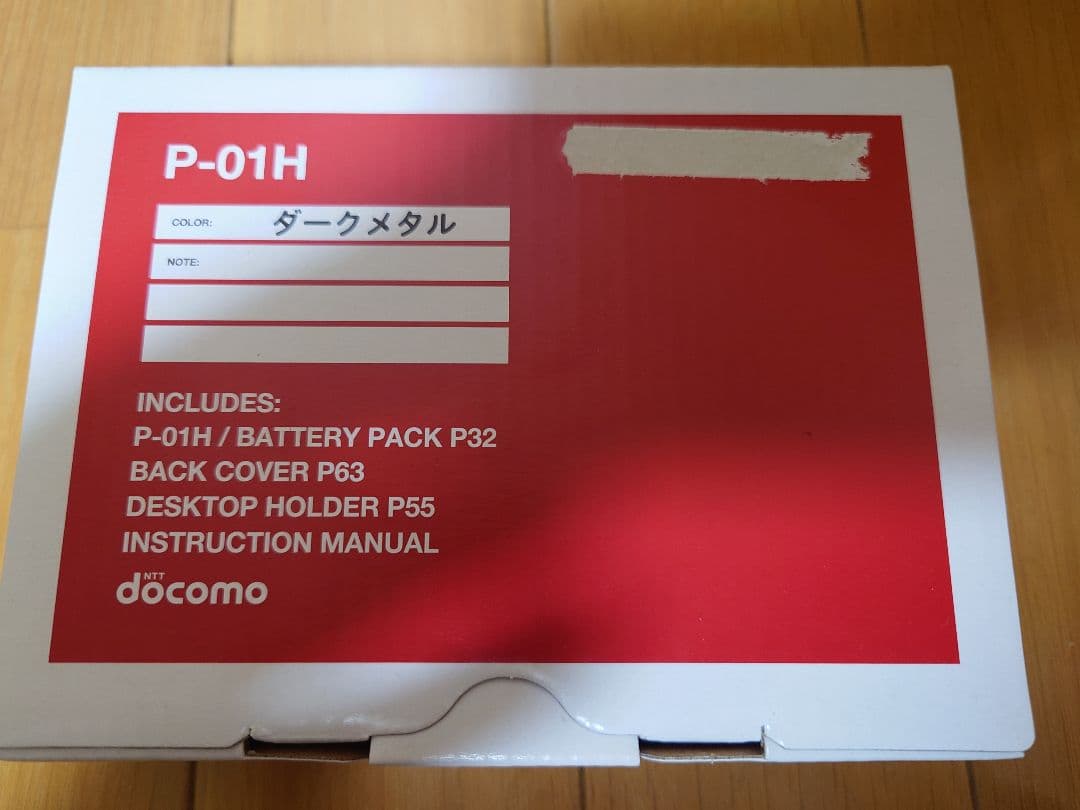 P-01H
COLOR: ダークメタル
NOTE:
INCLUDES:
P-01H / BATTERY PACK P32
BACK COVER P63
DESKTOP HOLDER P55
INSTRUCTION MANUAL
NTT
docomo